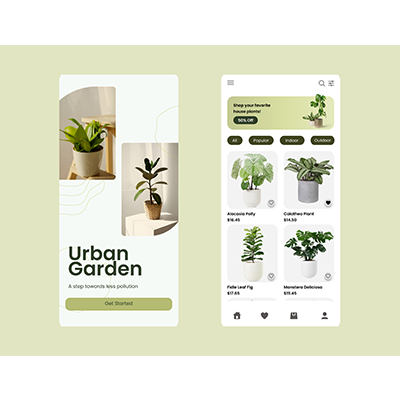 Urban
Garden
A step towards less pollution
Get Started
Shop your favorite
house plants!
50% Off
All
Popular
Indoor
Outdoor
Alocasia Polly
$16.45
Calathea Plant
$14.50
Fidle Leaf Fig
$17.65
Monstera Deliciosa
$15.45